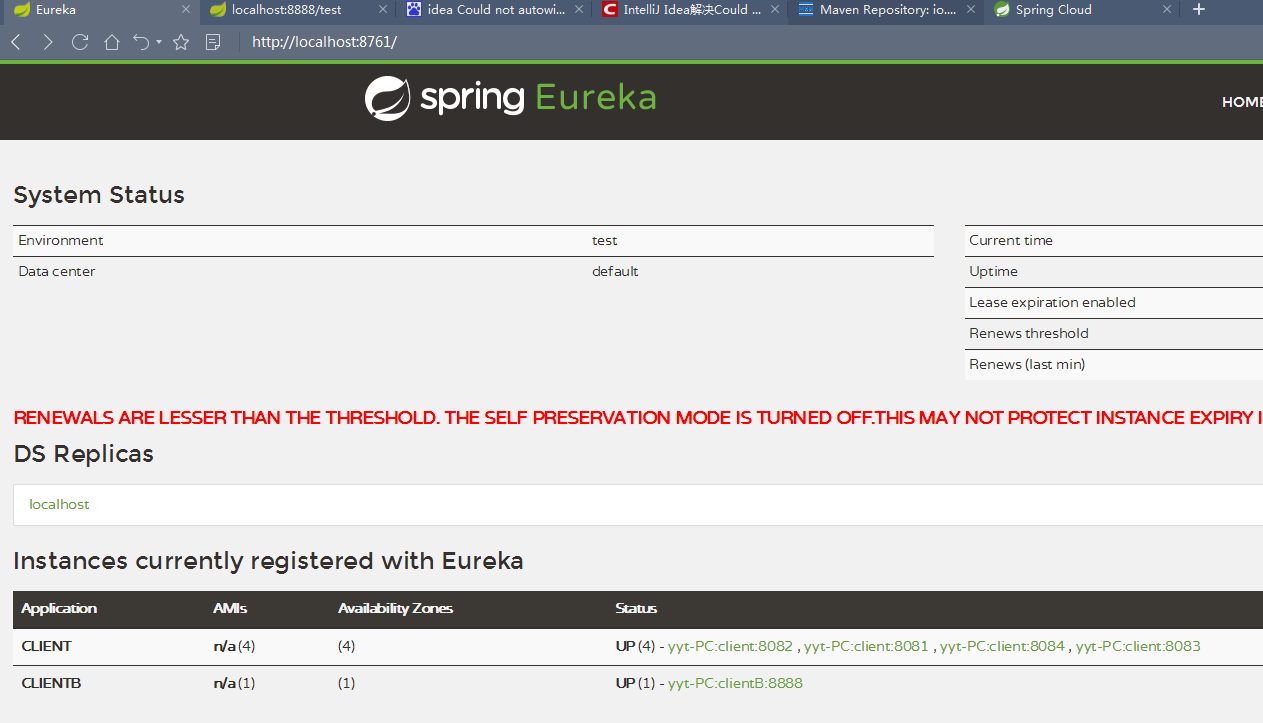 Eureka
localhost:8888/test
idea Could not autowi...
IntelliJ Idea解决Could ...
Maven Repository: io....
Spring Cloud
http://localhost:8761/
spring Eureka
HOME
System Status
Environment test
Data center default
Current time
Uptime
Lease expiration enabled
Renews threshold
Renews (last min)
RENEWALS ARE LESSER THAN THE THRESHOLD. THE SELF PRESERVATION MODE IS TURNED OFF.THIS MAY NOT PROTECT INSTANCE EXPIRY I
DS Replicas
localhost
Instances currently registered with Eureka
Application AMIs Availability Zones Status
CLIENT n/a (4) (4) UP (4) - yyt-PC:client:8082 , yyt-PC:client:8081 , yyt-PC:client:8084 , yyt-PC:client:8083
CLIENTB n/a (1) (1) UP (1) - yyt-PC:clientB:8888